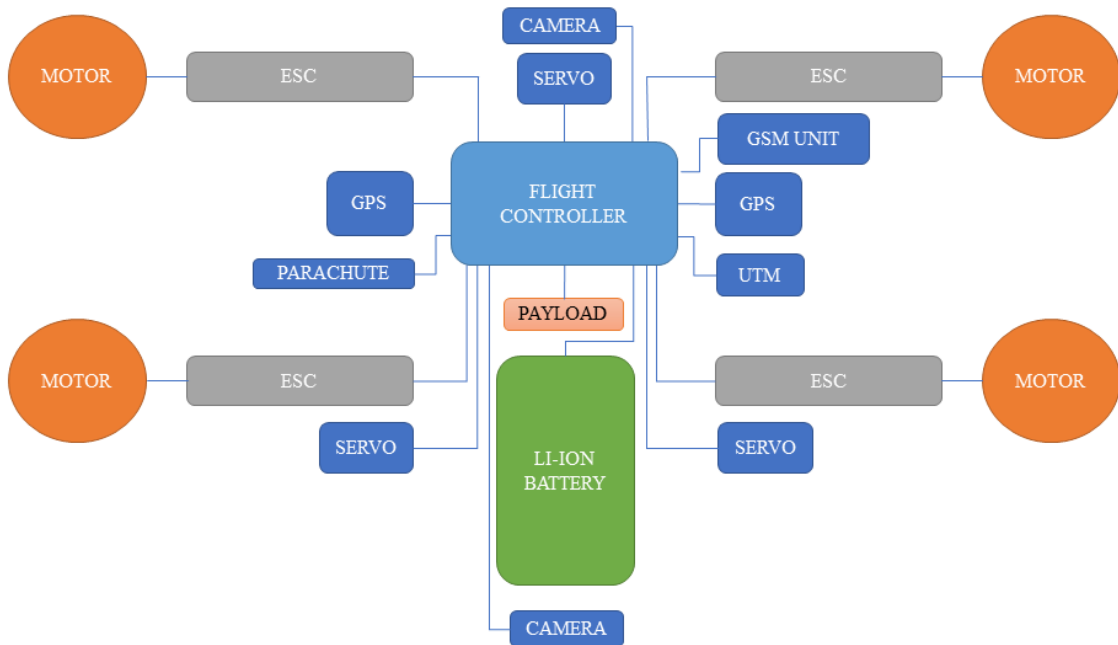 CAMERA
MOTOR
ESC
SERVO
ESC
MOTOR
GSM UNIT
GPS
FLIGHT
CONTROLLER
GPS
PARACHUTE
UTM
PAYLOAD
MOTOR
ESC
ESC
MOTOR
SERVO
LI-ION
BATTERY
SERVO
CAMERA